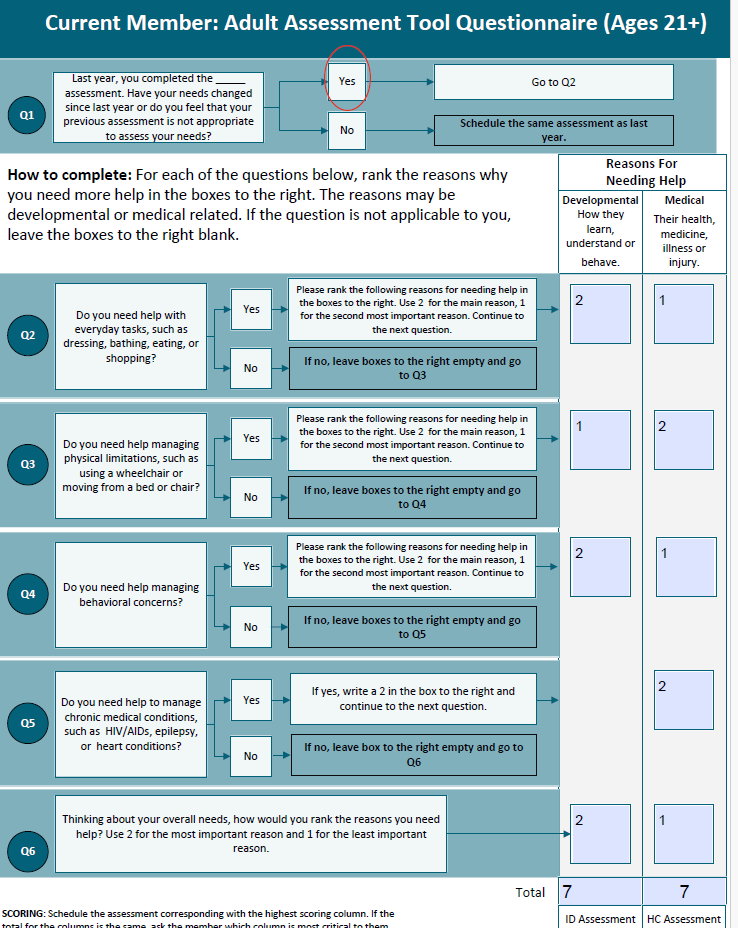 Current Member: Adult Assessment Tool Questionnaire (Ages 21+)
Q1
Last year, you completed the _____
assessment. Have your needs changed
since last year or do you feel that your
previous assessment is not appropriate
to assess your needs?
Yes
Go to Q2
No
Schedule the same assessment as last
year.
How to complete: For each of the questions below, rank the reasons why
you need more help in the boxes to the right. The reasons may be
developmental or medical related. If the question is not applicable to you,
leave the boxes to the right blank.
Reasons For
Needing Help
Developmental
How they
learn,
understand or
behave.
Medical
Their health,
medicine,
illness or
injury.
Q2
Do you need help with
everyday tasks, such as
dressing, bathing, eating, or
shopping?
Yes
Please rank the following reasons for needing help in
the boxes to the right. Use 2 for the main reason, 1
for the second most important reason. Continue to
the next question.
No
If no, leave boxes to the right empty and go
to Q3
2
1
Q3
Do you need help managing
physical limitations, such as
using a wheelchair or
moving from a bed or chair?
Yes
Please rank the following reasons for needing help in
the boxes to the right. Use 2 for the main reason, 1
for the second most important reason. Continue to
the next question.
No
If no, leave boxes to the right empty and go
to Q4
1
2
Q4
Do you need help managing
behavioral concerns?
Yes
Please rank the following reasons for needing help in
the boxes to the right. Use 2 for the main reason, 1
for the second most important reason. Continue to
the next question.
No
If no, leave boxes to the right empty and go
to Q5
2
1
Q5
Do you need help to manage
chronic medical conditions,
such as HIV/AIDs, epilepsy,
or heart conditions?
Yes
If yes, write a 2 in the box to the right and
continue to the next question.
No
If no, leave box to the right empty and go to
Q6
2
Q6
Thinking about your overall needs, how would you rank the reasons you need
help? Use 2 for the most important reason and 1 for the least important
reason.
2
1
Total
7
7
SCORING: Schedule the assessment corresponding with the highest scoring column. If the
total for the columns is the same, ask the member which column is most critical to them
ID Assessment
HC Assessment